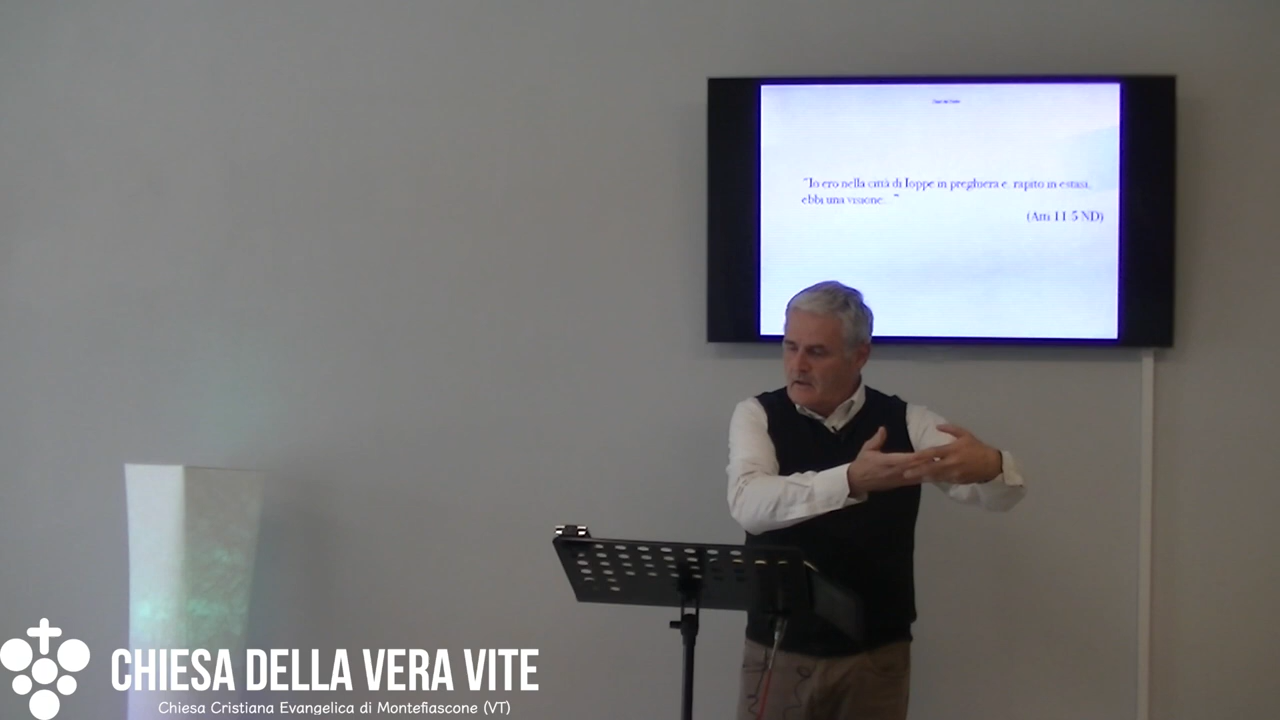 "Io ero nella città di Ioppe in preghiera e, rapito in estasi,
ebbi una visione..."
(Atti 11:5 ND)
CHIESA DELLA VERA VITE
Chiesa Cristiana Evangelica di Montefiascone (VT)